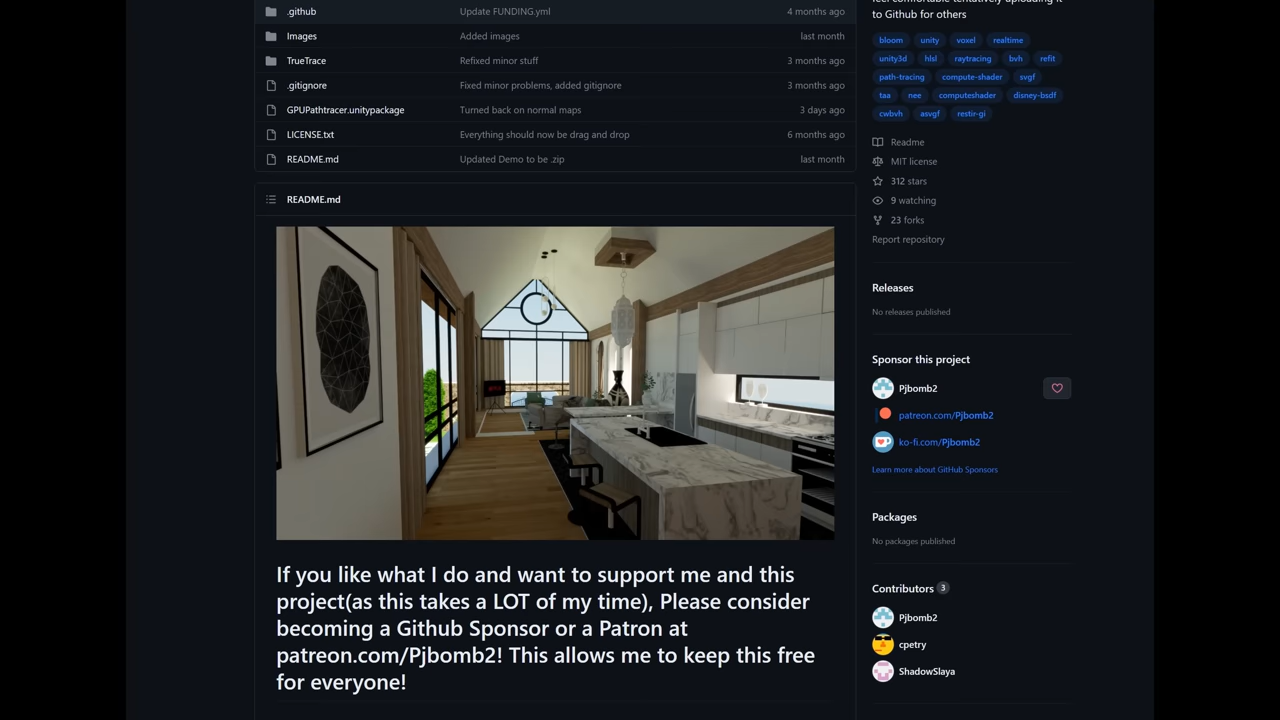 .github Update FUNDING.yml 4 months ago
Images Added images last month
TrueTrace Refixed minor stuff 3 months ago
.gitignore Fixed minor problems, added gitignore 3 months ago
GPUPathtracer.unitypackage Turned back on normal maps 3 days ago
LICENSE.txt Everything should now be drag and drop 6 months ago
README.md Updated Demo to be .zip last month
README.md
If you like what I do and want to support me and this
project(as this takes a LOT of my time), Please consider
becoming a Github Sponsor or a Patron at
patreon.com/Pjbomb2! This allows me to keep this free
for everyone!
feel comfortable tentatively uploading it
to Github for others
bloom unity voxel realtime
unity3d hlsl raytracing bvh refit
path-tracing compute-shader svgf
taa nee computeshader disney-bsdf
cwbvh asvgf restir-gi
Readme
MIT license
312 stars
9 watching
23 forks
Report repository
Releases
No releases published
Sponsor this project
Pjbomb2
patreon.com/Pjbomb2
ko-fi.com/Pjbomb2
Learn more about GitHub Sponsors
Packages
No packages published
Contributors 3
Pjbomb2
cpetry
ShadowSlaya